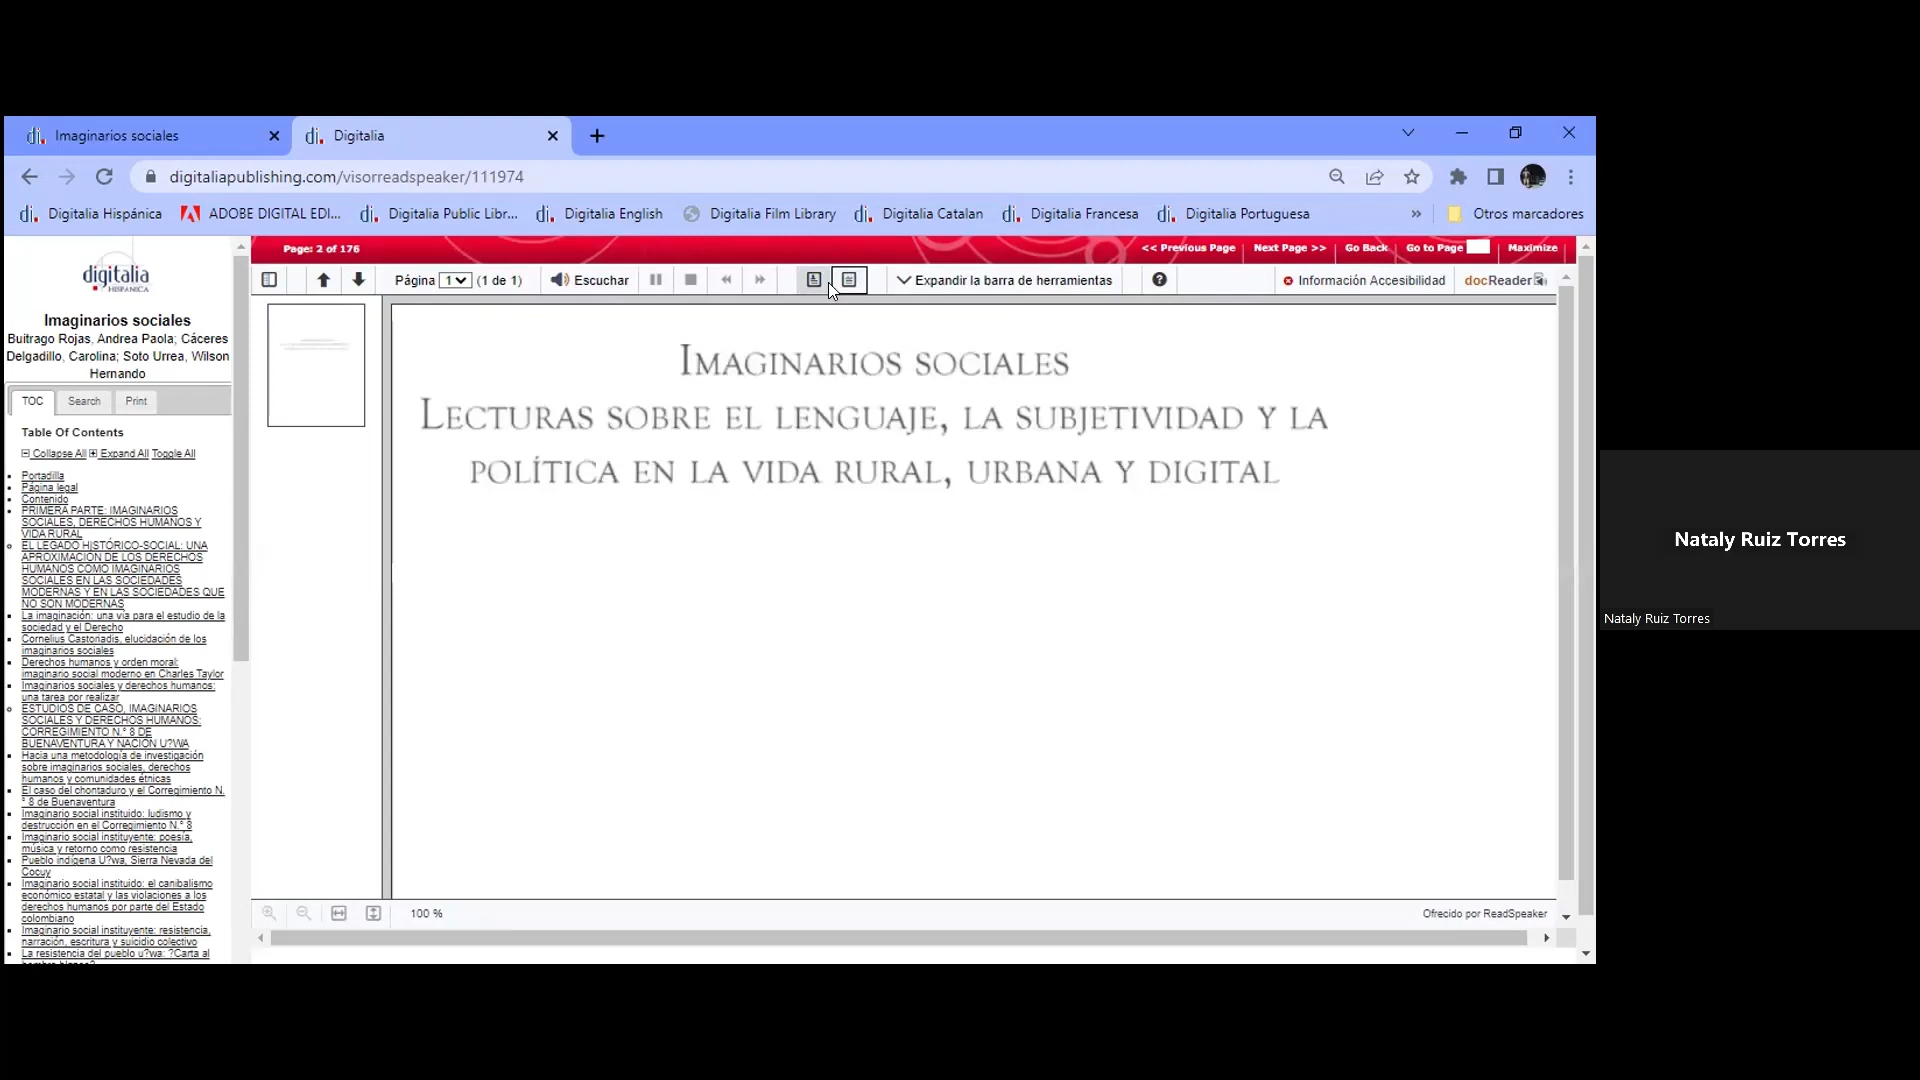 Imaginarios sociales
Digitalia
digitaliapublishing.com/visorreadspeaker/111974
Digitalia Hispánica
ADOBE DIGITAL EDI...
Digitalia Public Libr...
Digitalia English
Digitalia Film Library
Digitalia Catalan
Digitalia Francesa
Digitalia Portuguesa
»
Otros marcadores
digitalia
HISPÁNICA
Imaginarios sociales
Buitrago Rojas, Andrea Paola; Cáceres
Delgadillo, Carolina; Soto Urrea, Wilson
Hernando
TOC Search Print
Table Of Contents
Collapse All Expand All Toggle All
Portadilla
Página legal
Contenido
PRIMERA PARTE: IMAGINARIOS
SOCIALES, DERECHOS HUMANOS Y
VIDA RURAL
EL LEGADO HISTÓRICO-SOCIAL: UNA
APROXIMACIÓN DE LOS DERECHOS
HUMANOS COMO IMAGINARIOS
SOCIALES EN LAS SOCIEDADES
MODERNAS Y EN LAS SOCIEDADES QUE
NO SON MODERNAS
La imaginación: una vía para el estudio de la
sociedad y el Derecho
Cornelius Castoriadis, elucidación de los
imaginarios sociales
Derechos humanos y orden moral:
imaginario social moderno en Charles Taylor
Imaginarios sociales y derechos humanos:
una tarea por realizar
ESTUDIOS DE CASO, IMAGINARIOS
SOCIALES Y DERECHOS HUMANOS:
CORREGIMIENTO N.° 8 DE
BUENAVENTURA Y NACIÓN U?WA
Hacia una metodología de investigación
sobre imaginarios sociales, derechos
humanos y comunidades étnicas
El caso del chontaduro y el Corregimiento N.
° 8 de Buenaventura
Imaginario social instituido: ludismo y
destrucción en el Corregimiento N.° 8
Imaginario social instituyente: poesía,
música y retorno como resistencia
Pueblo indígena U?wa, Sierra Nevada del
Cocuy
Imaginario social instituido: el canibalismo
económico estatal y las violaciones a los
derechos humanos por parte del Estado
colombiano
Imaginario social instituyente: resistencia,
narración, escritura y suicidio colectivo
La resistencia del pueblo u?wa: ?Carta al
Page: 2 of 176
<< Previous Page
Next Page >>
Go Back
Go to Page
Maximize
Página 1 (1 de 1)
Escuchar
Expandir la barra de herramientas
Información Accesibilidad
docReader
IMAGINARIOS SOCIALES
LECTURAS SOBRE EL LENGUAJE, LA SUBJETIVIDAD Y LA
POLÍTICA EN LA VIDA RURAL, URBANA Y DIGITAL
100 %
Ofrecido por ReadSpeaker
Nataly Ruiz Torres
Nataly Ruiz Torres